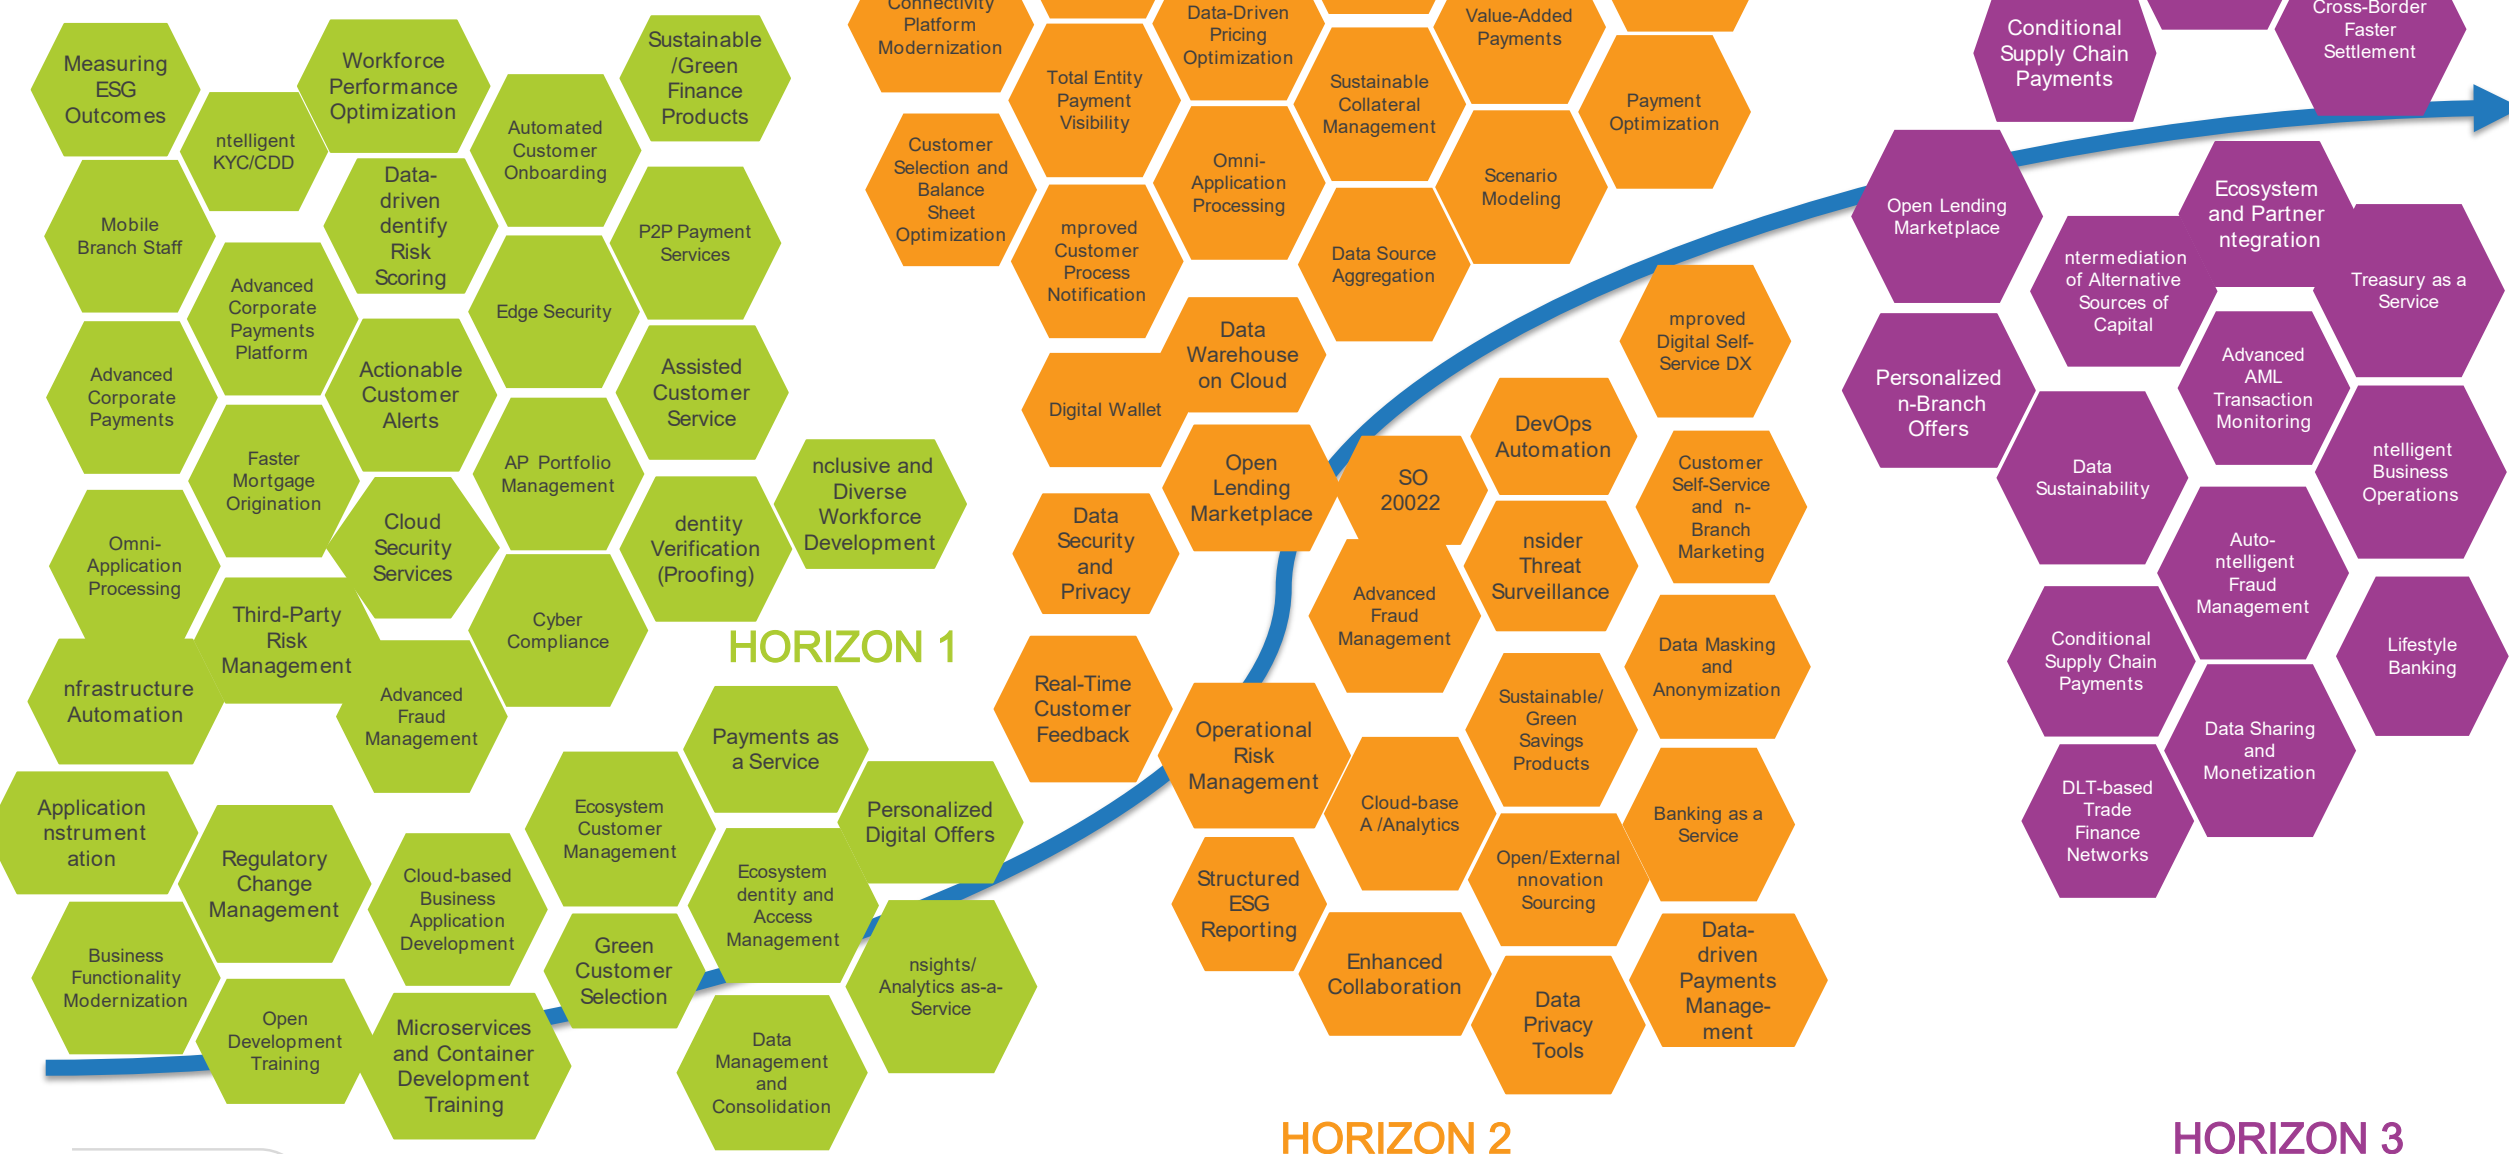 Measuring
ESG
Outcomes
ntelligent
KYC/CDD
Workforce
Performance
Optimization
Automated
Customer
Onboarding
Sustainable
/Green
Finance
Products
Mobile
Branch Staff
Data-
driven
dentify
Risk
Scoring
P2P Payment
Services
Advanced
Corporate
Payments
Platform
Edge Security
Advanced
Corporate
Payments
Actionable
Customer
Alerts
Assisted
Customer
Service
Faster
Mortgage
Origination
AP Portfolio
Management
nclusive and
Diverse
Workforce
Development
Omni-
Application
Processing
Cloud
Security
Services
dentity
Verification
(Proofing)
Third-Party
Risk
Management
Cyber
Compliance
HORIZON 1
nfrastructure
Automation
Advanced
Fraud
Management
Payments as
a Service
Application
nstrument
ation
Ecosystem
Customer
Management
Personalized
Digital Offers
Regulatory
Change
Management
Cloud-based
Business
Application
Development
Ecosystem
dentity and
Access
Management
Business
Functionality
Modernization
Green
Customer
Selection
nsights/
Analytics as-a-
Service
Open
Development
Training
Microservices
and Container
Development
Training
Data
Management
and
Consolidation
Connectivity
Platform
Modernization
Data-Driven
Pricing
Optimization
Value-Added
Payments
Total Entity
Payment
Visibility
Sustainable
Collateral
Management
Payment
Optimization
Customer
Selection and
Balance
Sheet
Optimization
Omni-
Application
Processing
Scenario
Modeling
mproved
Customer
Process
Notification
Data Source
Aggregation
Data
Warehouse
on Cloud
mproved
Digital Self-
Service DX
Digital Wallet
DevOps
Automation
Open
Lending
Marketplace
SO
20022
Customer
Self-Service
and n-
Branch
Marketing
Data
Security
and
Privacy
nsider
Threat
Surveillance
Advanced
Fraud
Management
Data Masking
and
Anonymization
Real-Time
Customer
Feedback
Operational
Risk
Management
Sustainable/
Green
Savings
Products
Cloud-base
A /Analytics
Banking as a
Service
Structured
ESG
Reporting
Open/External
nnovation
Sourcing
Enhanced
Collaboration
Data
Privacy
Tools
Data-
driven
Payments
Manage-
ment
HORIZON 2
Conditional
Supply Chain
Payments
Cross-Border
Faster
Settlement
Open Lending
Marketplace
Ecosystem
and Partner
ntegration
ntermediation
of Alternative
Sources of
Capital
Treasury as a
Service
Personalized
n-Branch
Offers
Advanced
AML
Transaction
Monitoring
Data
Sustainability
ntelligent
Business
Operations
Auto-
ntelligent
Fraud
Management
Conditional
Supply Chain
Payments
Lifestyle
Banking
Data Sharing
and
Monetization
DLT-based
Trade
Finance
Networks
HORIZON 3